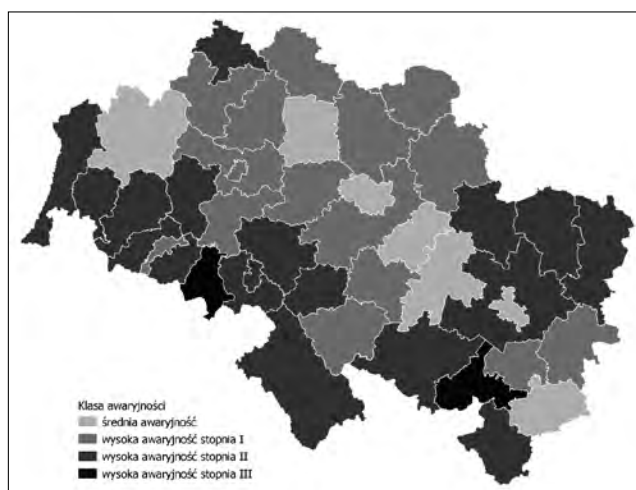 Klasa awaryjności
średnia awaryjność
wysoka awaryjność stopnia I
wysoka awaryjność stopnia II
wysoka awaryjność stopnia III